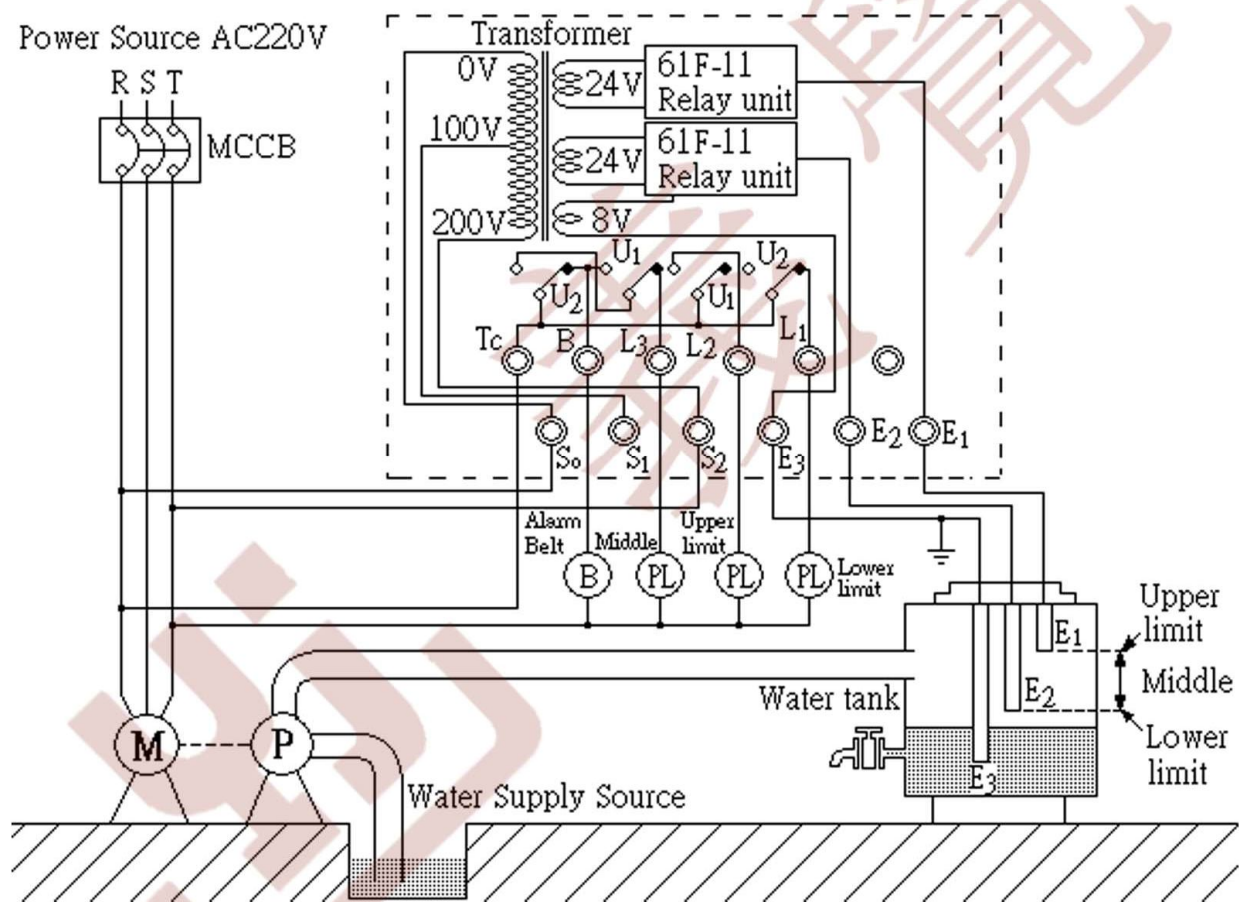 Power Source AC220V
R S T
MCCB
Transformer
0V
100V
200V
24V
61F-11
Relay unit
24V
61F-11
Relay unit
8V
U2
U1
U1
U2
Tc
B
L3
L2
L1
S0
S1
S2
E3
E2
E1
Alarm
Belt
Middle
Upper
limit
Lower
limit
B
PL
PL
PL
Upper
limit
Middle
Lower
limit
E1
E2
E3
Water tank
M
P
Water Supply Source